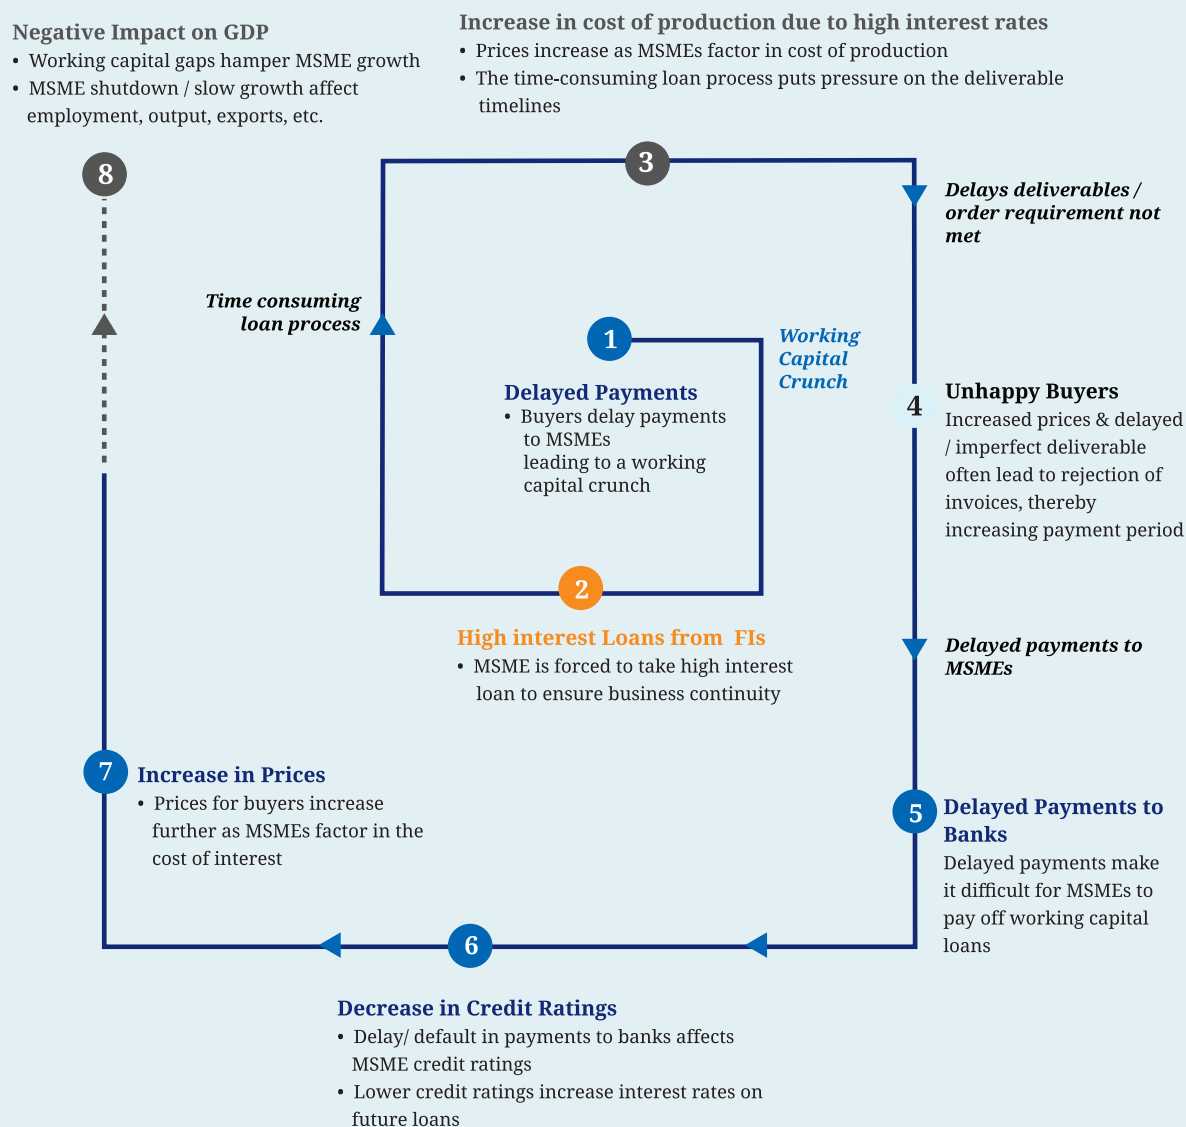 Negative Impact on GDP
• Working capital gaps hamper MSME growth
• MSME shutdown / slow growth affect
employment, output, exports, etc.
8
Increase in cost of production due to high interest rates
• Prices increase as MSMEs factor in cost of production
• The time-consuming loan process puts pressure on the deliverable
timelines
3
Delays deliverables /
order requirement not
met
Time consuming
loan process
1
Working
Capital
Crunch
Delayed Payments
• Buyers delay payments
to MSMEs
leading to a working
capital crunch
4
Unhappy Buyers
Increased prices & delayed
/ imperfect deliverable
often lead to rejection of
invoices, thereby
increasing payment period
2
High interest Loans from FIs
• MSME is forced to take high interest
loan to ensure business continuity
Delayed payments to
MSMEs
7
Increase in Prices
• Prices for buyers increase
further as MSMEs factor in the
cost of interest
5
Delayed Payments to
Banks
Delayed payments make
it difficult for MSMEs to
pay off working capital
loans
6
Decrease in Credit Ratings
• Delay/ default in payments to banks affects
MSME credit ratings
• Lower credit ratings increase interest rates on
future loans